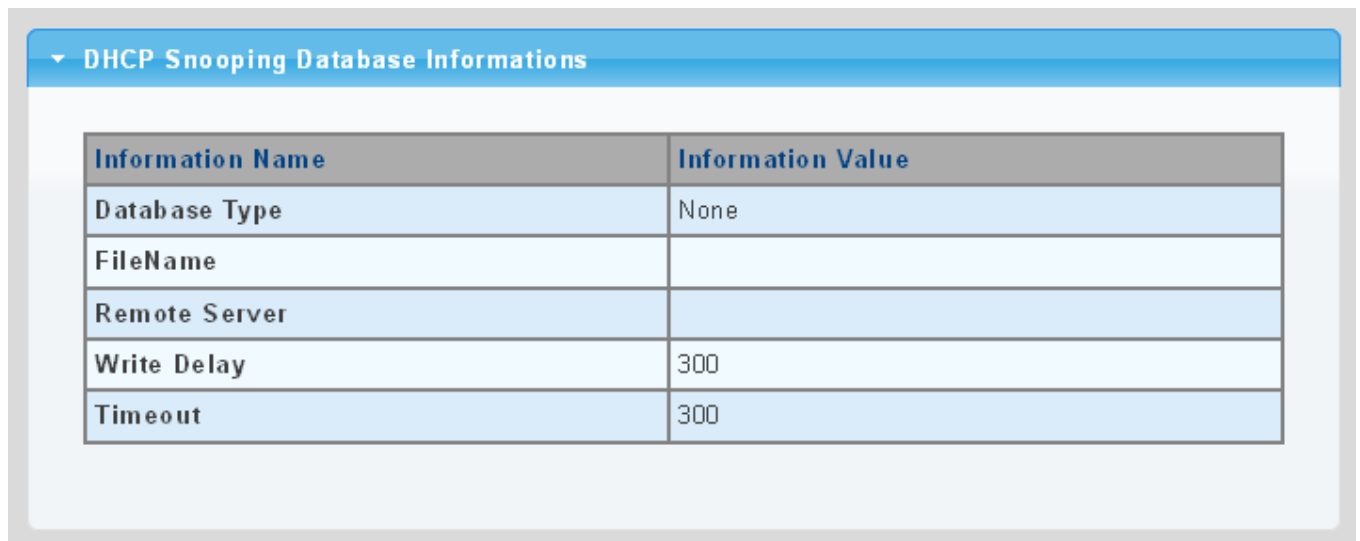 DHCP Snooping Database Informations
Information Name Information Value
Database Type None
FileName
Remote Server
Write Delay 300
Timeout 300